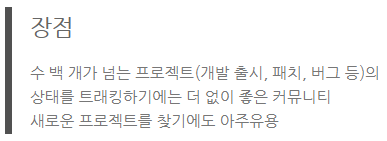 장점
수 백 개가 넘는 프로젝트(개발 출시, 패치, 버그 등)의
상태를 트래킹하기에는 더 없이 좋은 커뮤니티
새로운 프로젝트를 찾기에도 아주유용